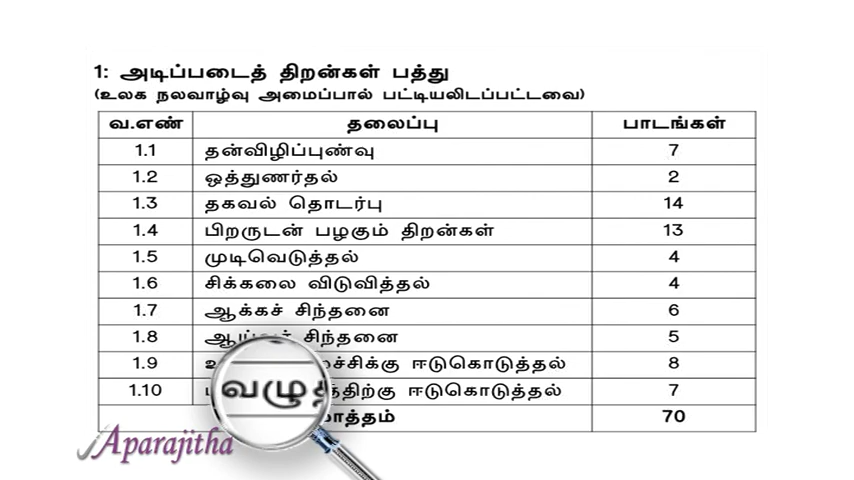 1: அடிப்படைத் திறன்கள் பத்து
(உலக நலவாழ்வு அமைப்பால் பட்டியலிடப்பட்டவை)
வ.எண் தலைப்பு பாடங்கள்
1.1 தன்விழிப்புண்வு 7
1.2 ஒத்துணர்தல் 2
1.3 தகவல் தொடர்பு 14
1.4 பிறருடன் பழகும் திறன்கள் 13
1.5 முடிவெடுத்தல் 4
1.6 சிக்கலை விடுவித்தல் 4
1.7 ஆக்கச் சிந்தனை 6
1.8 சிந்தனை 5
1.9 ஈடுகொடுத்தல் 8
1.10 ஈடுகொடுத்தல் 7
70
Aparajitha